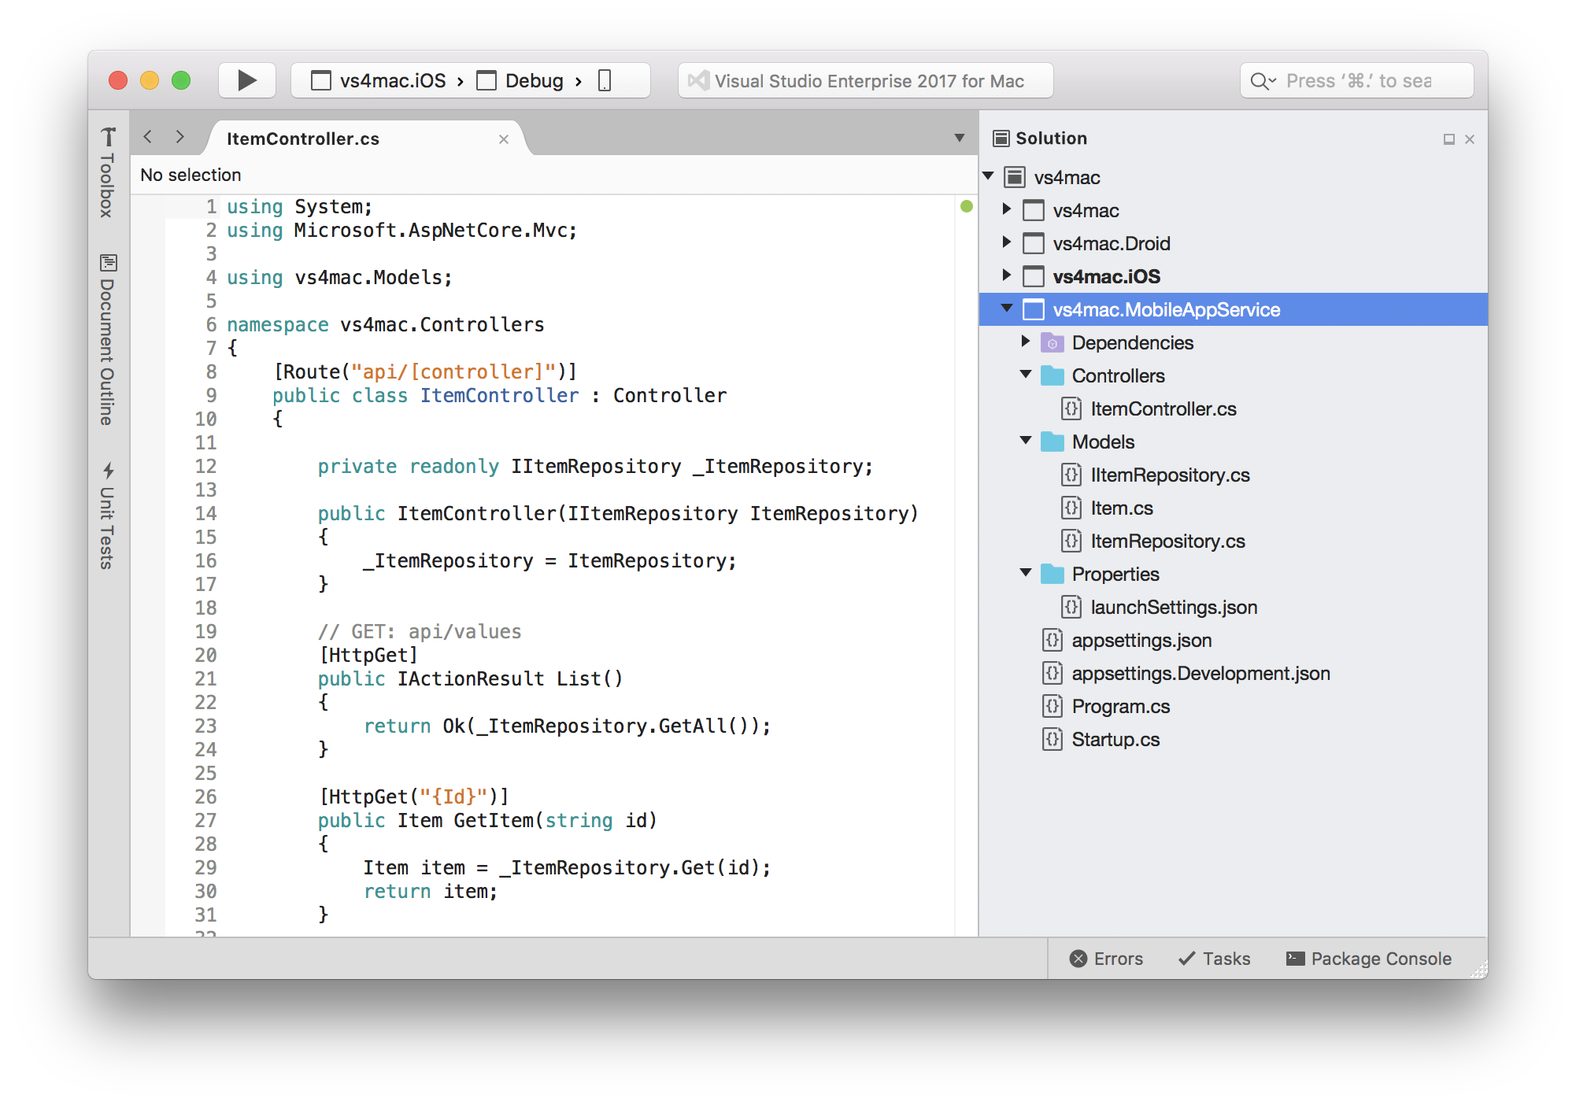 vs4mac.iOS › Debug ›
Visual Studio Enterprise 2017 for Mac
Press ‘⌘.’ to sea
Toolbox
Document Outline
Unit Tests
ItemController.cs
No selection
1 using System;
2 using Microsoft.AspNetCore.Mvc;
3
4 using vs4mac.Models;
5
6 namespace vs4mac.Controllers
7 {
8     [Route("api/[controller]")]
9     public class ItemController : Controller
10     {
11
12         private readonly IItemRepository _ItemRepository;
13
14         public ItemController(IItemRepository ItemRepository)
15         {
16             _ItemRepository = ItemRepository;
17         }
18
19         // GET: api/values
20         [HttpGet]
21         public IActionResult List()
22         {
23             return Ok(_ItemRepository.GetAll());
24         }
25
26         [HttpGet("{Id}")]
27         public Item GetItem(string id)
28         {
29             Item item = _ItemRepository.Get(id);
30             return item;
31         }
Solution
vs4mac
vs4mac
vs4mac.Droid
vs4mac.iOS
vs4mac.MobileAppService
Dependencies
Controllers
ItemController.cs
Models
IItemRepository.cs
Item.cs
ItemRepository.cs
Properties
launchSettings.json
appsettings.json
appsettings.Development.json
Program.cs
Startup.cs
Errors
Tasks
Package Console